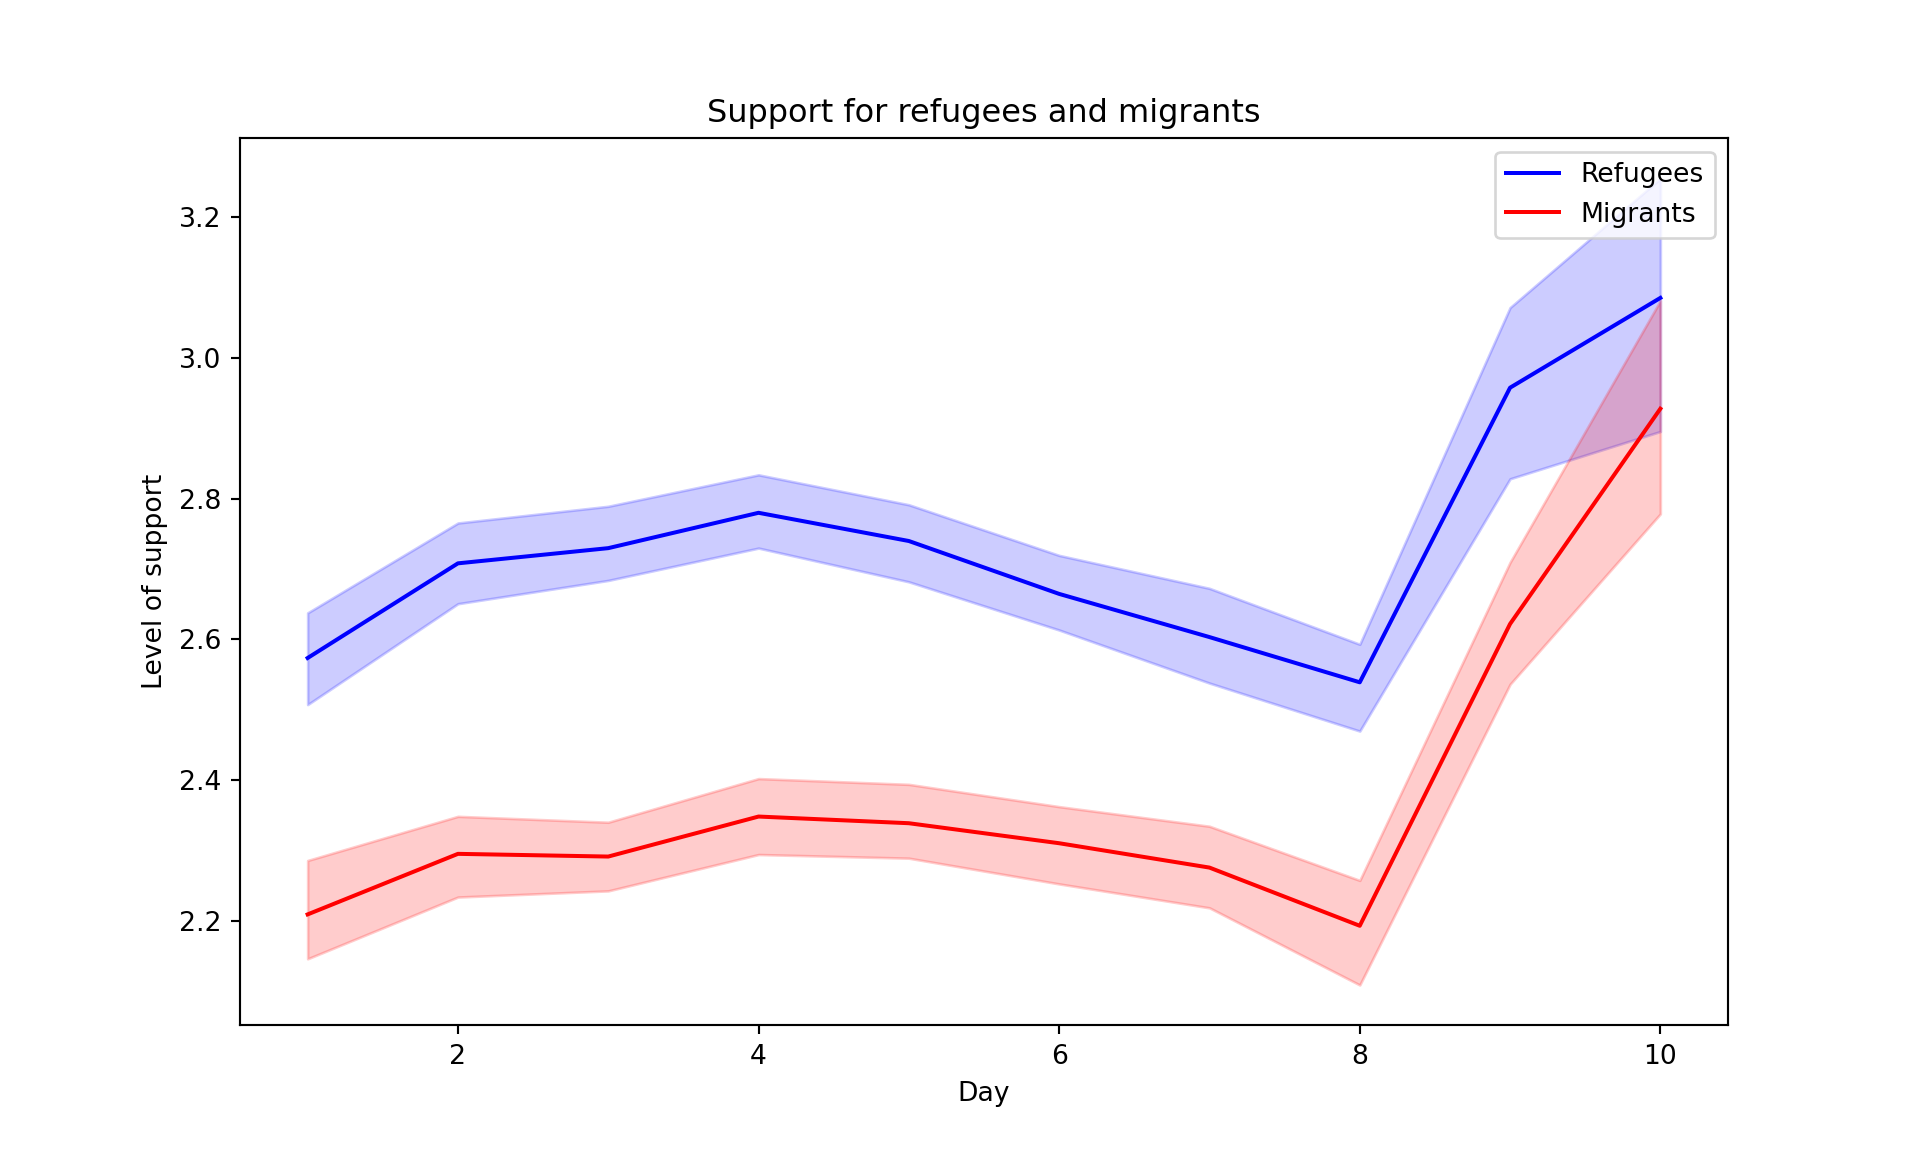 Support for refugees and migrants
Refugees
Migrants
3.2
3.0
2.8
2.6
2.4
2.2
Level of support
2 4 6 8 10
Day